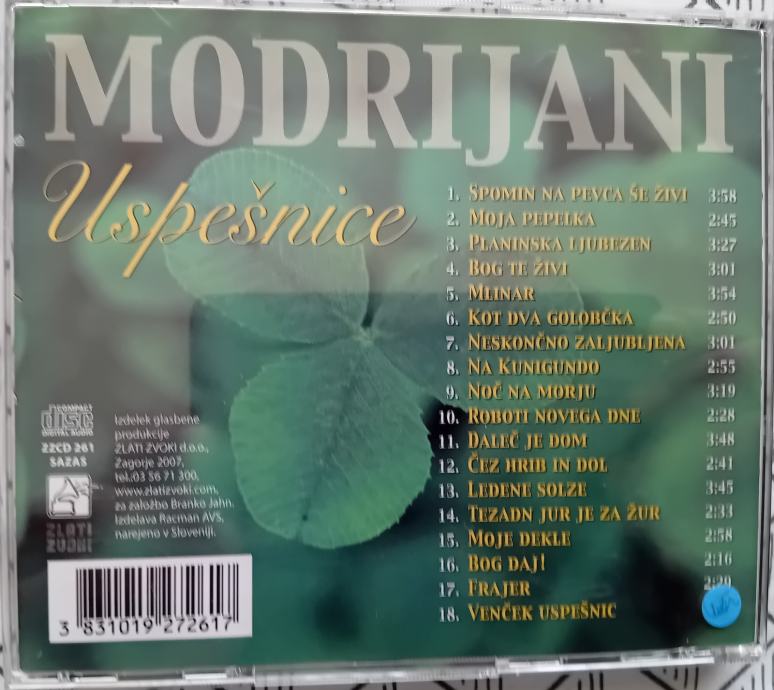 MODRIJANI
Uspešnice
1. SPOMIN NA PEVCA ŠE ŽIVI 3:58
2. MOJA PEPELKA 2:45
3. PLANINSKA LJUBEZEN 3:27
4. BOG TE ŽIVI 3:01
5. MLINAR 3:54
6. KOT DVA GOLOBČKA 2:50
7. NESKONČNO ZALJUBLJENA 3:01
8. NA KUNIGUNDO 2:55
9. NOČ NA MORJU 3:19
10. ROBOTI NOVEGA DNE 2:28
11. DALEČ JE DOM 3:48
12. ČEZ HRIB IN DOL 2:41
13. LEDENE SOLZE 3:45
14. TEZADN JUR JE ZA ŽUR 2:33
15. MOJE DEKLE 2:58
16. BOG DAJ! 2:16
17. FRAJER
18. VENČEK USPEŠNIC
COMPACT
disc
DIGITAL AUDIO
ZZCD 261
SAZAS
ZLATI
ZVOKI
Izdelek glasbene
produkcije
ZLATI ZVOKI d.o.o.,
Zagorje 2007,
tel.:03 56 71 300,
www.zlatizvoki.com,
za založbo Branko Jahn.
Izdelava Racman AVS,
narejeno v Sloveniji.
3 831019 272617